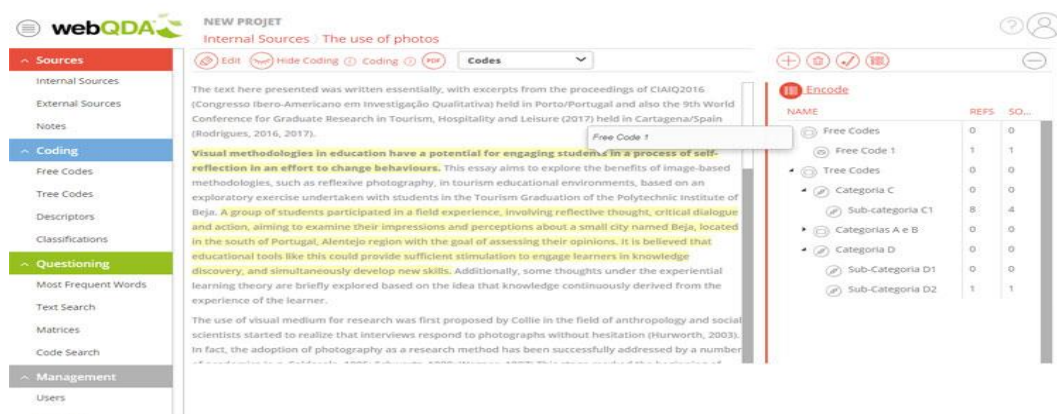 webQDA
NEW PROJET
Internal Sources The use of photos
Sources
Internal Sources
External Sources
Notes
Coding
Free Codes
Tree Codes
Descriptors
Classifications
Questioning
Most Frequent Words
Text Search
Matrices
Code Search
Management
Users
Edit Hide Coding Coding PDF Codes
The text here presented was written essentially, with excerpts from the proceedings of CIAIQ2016
(Congresso Ibero-Americano em Investigação Qualitativa) held in Porto/Portugal and also the 9th World
Conference for Graduate Research in Tourism, Hospitality and Leisure (2017) held in Cartagena/Spain
(Rodrigues, 2016, 2017).
Free Code 1
Visual methodologies in education have a potential for engaging students in a process of self-
reflection in an effort to change behaviours. This essay aims to explore the benefits of image-based
methodologies, such as reflexive photography, in tourism educational environments, based on an
exploratory exercise undertaken with students in the Tourism Graduation of the Polytechnic Institute of
Beja. A group of students participated in a field experience, involving reflective thought, critical dialogue
and action, aiming to examine their impressions and perceptions about a small city named Beja, located
in the south of Portugal, Alentejo region with the goal of assessing their opinions. It is believed that
educational tools like this could provide sufficient stimulation to engage learners in knowledge
discovery, and simultaneously develop new skills. Additionally, some thoughts under the experiential
learning theory are briefly explored based on the idea that knowledge continuously derived from the
experience of the learner.
The use of visual medium for research was first proposed by Collie in the field of anthropology and social
scientists started to realize that interviews respond to photographs without hesitation (Hurworth, 2003).
In fact, the adoption of photography as a research method has been successfully addressed by a number
Encode
NAME REFS SO...
Free Codes 0 0
Free Code 1 1 1
Tree Codes 0 0
Categoria C 0 0
Sub-categoria C1 8 4
Categorias A e B 0 0
Categoria D 0 0
Sub-Categoria D1 0 0
Sub-Categoria D2 1 1